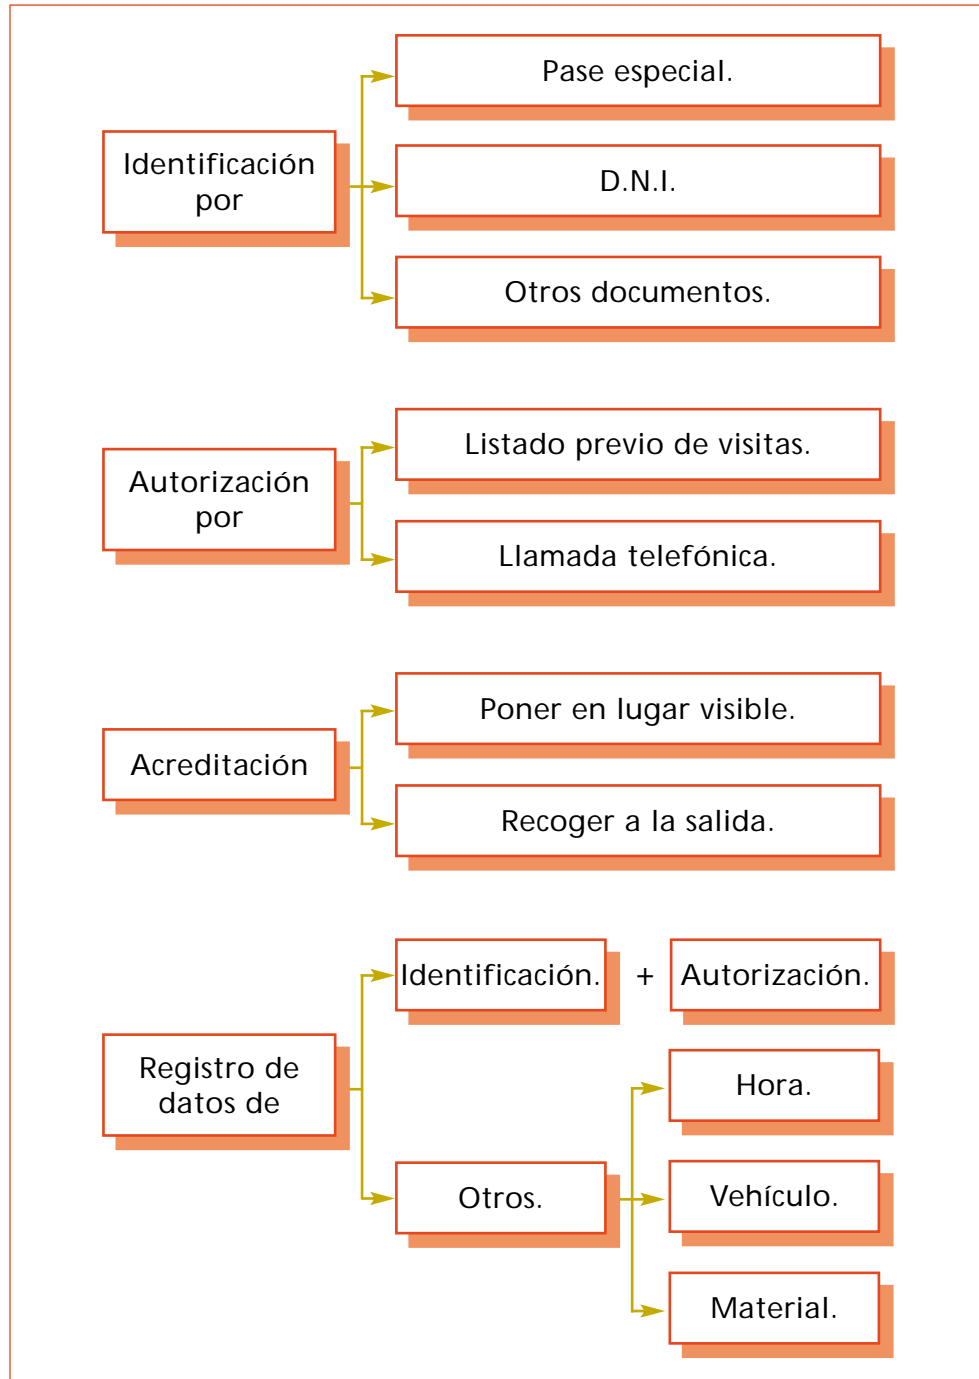 Identificación
por
Pase especial.
D.N.I.
Otros documentos.
Autorización
por
Listado previo de visitas.
Llamada telefónica.
Acreditación
Poner en lugar visible.
Recoger a la salida.
Registro de
datos de
Identificación. + Autorización.
Otros.
Hora.
Vehículo.
Material.